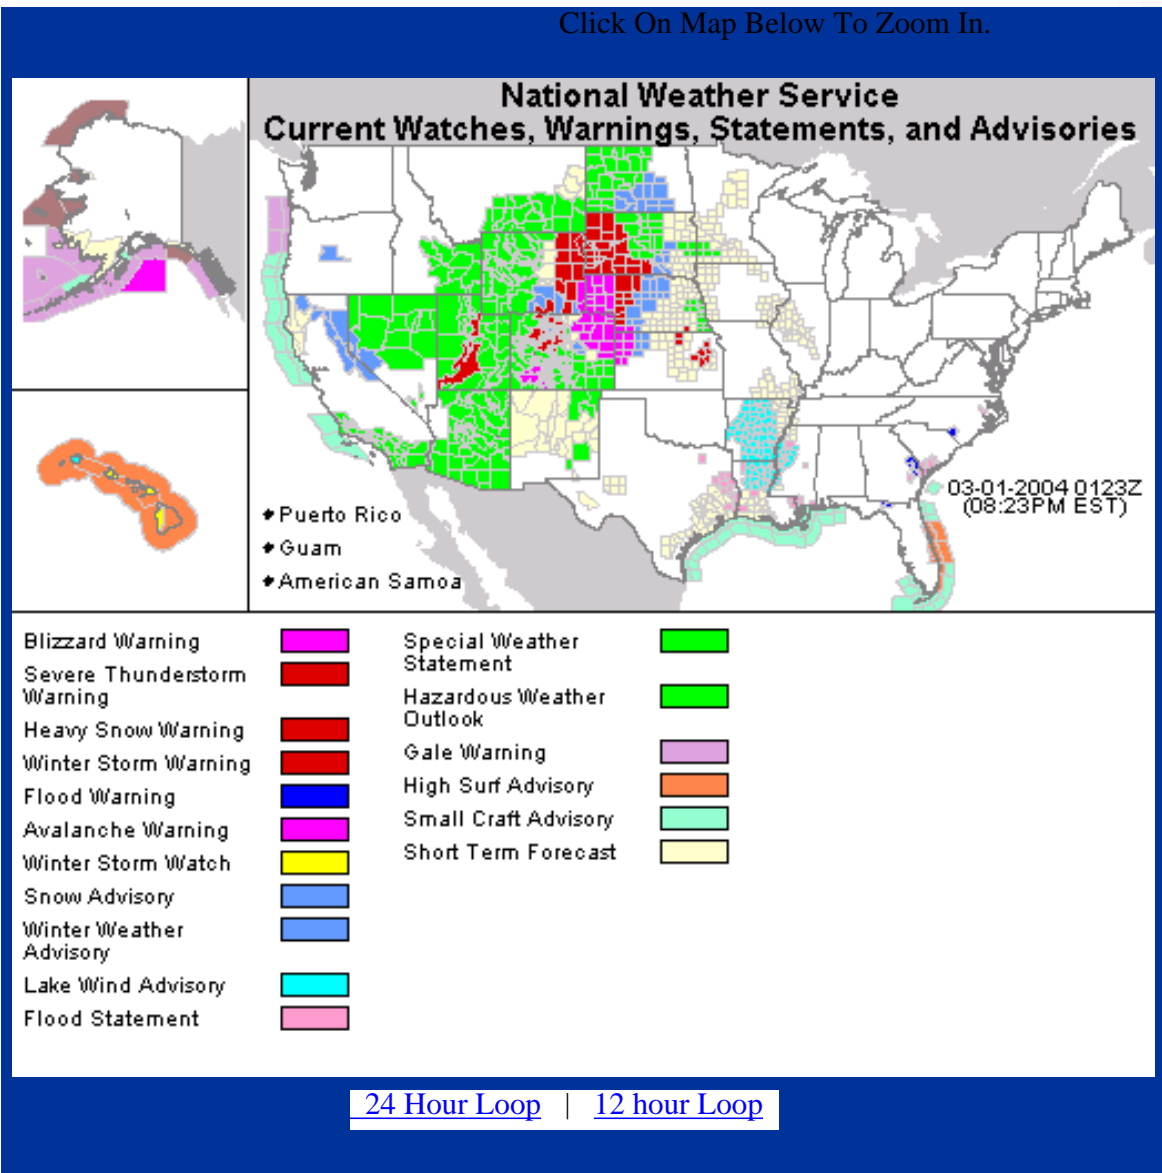 Click On Map Below To Zoom In.
National Weather Service
Current Watches, Warnings, Statements, and Advisories
03-01-2004 0123Z
(08:23PM EST)
Puerto Rico
Guam
American Samoa
Blizzard Warning
Severe Thunderstorm
Warning
Heavy Snow Warning
Winter Storm Warning
Flood Warning
Avalanche Warning
Winter Storm Watch
Snow Advisory
Winter Weather
Advisory
Lake Wind Advisory
Flood Statement
Special Weather
Statement
Hazardous Weather
Outlook
Gale Warning
High Surf Advisory
Small Craft Advisory
Short Term Forecast
24 Hour Loop | 12 hour Loop